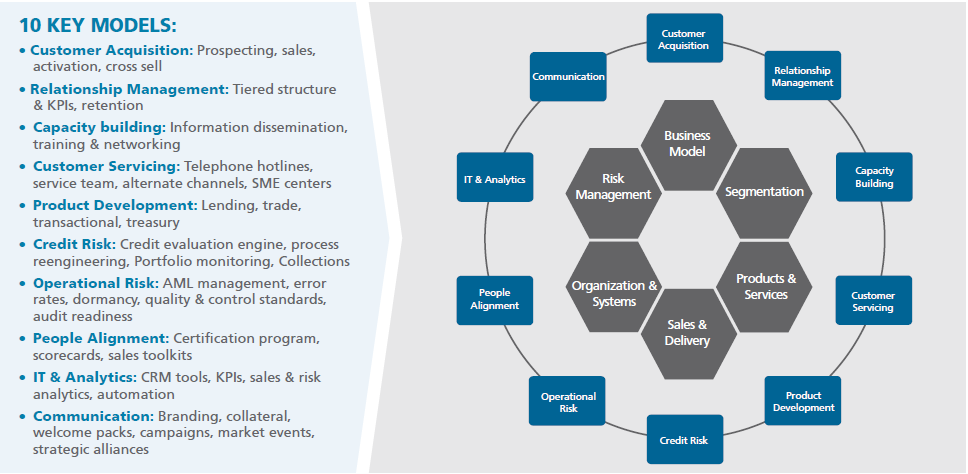 10 KEY MODELS:
• Customer Acquisition: Prospecting, sales,
activation, cross sell
• Relationship Management: Tiered structure
& KPIs, retention
• Capacity building: Information dissemination,
training & networking
• Customer Servicing: Telephone hotlines,
service team, alternate channels, SME centers
• Product Development: Lending, trade,
transactional, treasury
• Credit Risk: Credit evaluation engine, process
reengineering, Portfolio monitoring, Collections
• Operational Risk: AML management, error
rates, dormancy, quality & control standards,
audit readiness
• People Alignment: Certification program,
scorecards, sales toolkits
• IT & Analytics: CRM tools, KPIs, sales & risk
analytics, automation
• Communication: Branding, collateral,
welcome packs, campaigns, market events,
strategic alliances
Customer
Acquisition
Relationship
Management
Capacity
Building
Customer
Servicing
Product
Development
Credit Risk
Operational
Risk
People
Alignment
IT & Analytics
Communication
Business
Model
Segmentation
Products &
Services
Sales &
Delivery
Organization &
Systems
Risk
Management